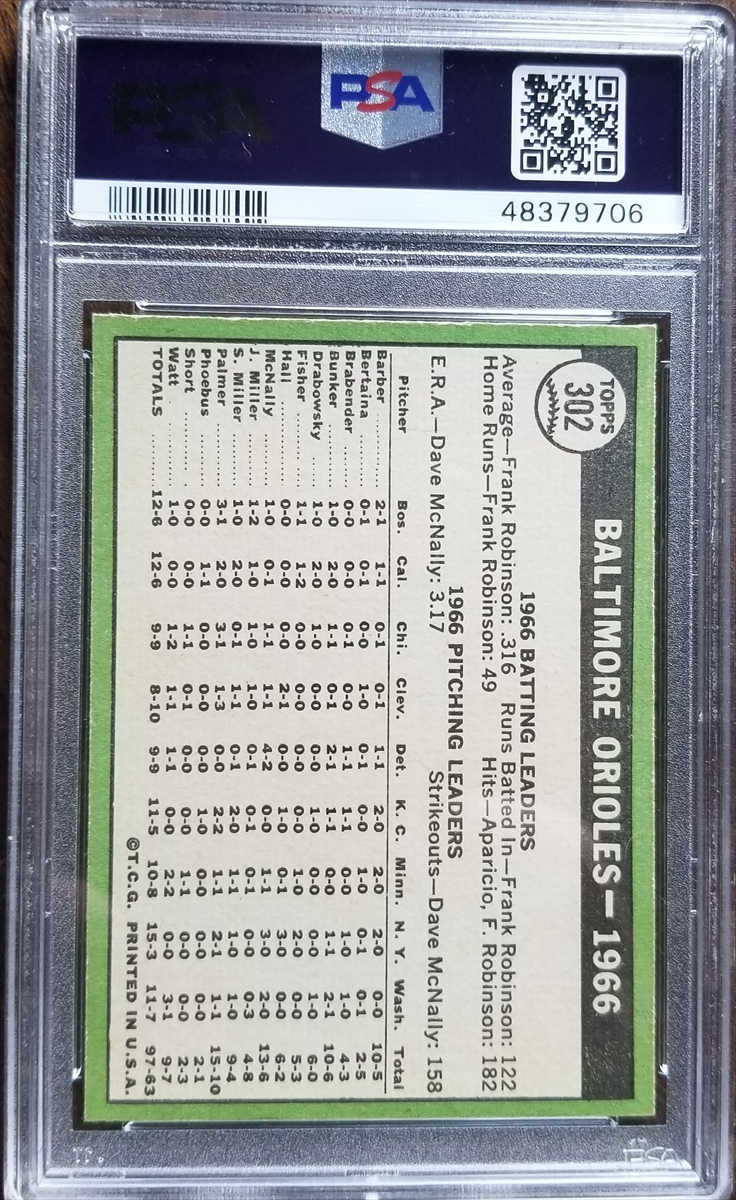 PSA
48379706
TOPPS
302
BALTIMORE ORIOLES—1966
1966 BATTING LEADERS
Average—Frank Robinson: .316 Runs Batted In—Frank Robinson: 122
Home Runs—Frank Robinson: 49 Hits—Aparicio, F. Robinson: 182
1966 PITCHING LEADERS
E.R.A.—Dave McNally: 3.17 Strikeouts—Dave McNally: 158
Pitcher Bos. Cal. Chi. Clev. Det. K. C. Minn. N. Y. Wash. Total
Barber ........ 2-1 1-1 0-1 0-1 1-1 2-0 2-0 2-0 0-0 10-5
Bertaina ........ 0-1 0-1 0-0 1-0 0-1 0-0 1-0 0-1 0-1 2-5
Brabender ...... 0-0 0-0 0-1 0-0 1-1 1-1 0-0 1-0 1-0 4-3
Bunker ........ 1-0 2-0 1-1 0-1 2-1 1-1 0-0 1-1 2-1 10-6
Drabowsky ...... 1-0 2-0 1-0 0-0 0-0 1-0 0-0 0-0 1-0 6-0
Fisher ........ 1-1 1-2 0-0 0-0 0-0 0-0 1-0 2-0 0-0 5-3
Hall .......... 0-0 0-0 0-0 2-1 0-0 1-0 0-1 3-0 0-0 6-2
McNally ........ 1-0 0-1 1-1 1-1 4-2 0-0 1-1 3-0 2-0 13-6
J. Miller ........ 1-2 1-0 1-0 1-0 0-1 0-1 0-1 0-0 0-3 4-8
S. Miller ........ 1-0 2-0 0-1 1-1 0-1 2-0 1-1 1-0 1-0 9-4
Palmer ........ 3-1 2-0 3-1 1-3 0-0 2-2 1-1 2-1 1-1 15-10
Phoebus ........ 0-0 1-1 0-0 0-0 0-0 1-0 0-0 0-0 0-0 2-1
Short .......... 0-0 0-0 1-1 0-1 0-0 0-0 1-1 0-0 0-0 2-3
Watt .......... 1-0 0-0 1-2 1-1 1-1 0-0 2-2 0-0 3-1 9-7
TOTALS ........ 12-6 12-6 9-9 8-10 9-9 11-5 10-8 15-3 11-7 97-63
©T.C.G. PRINTED IN U.S.A.
PSA